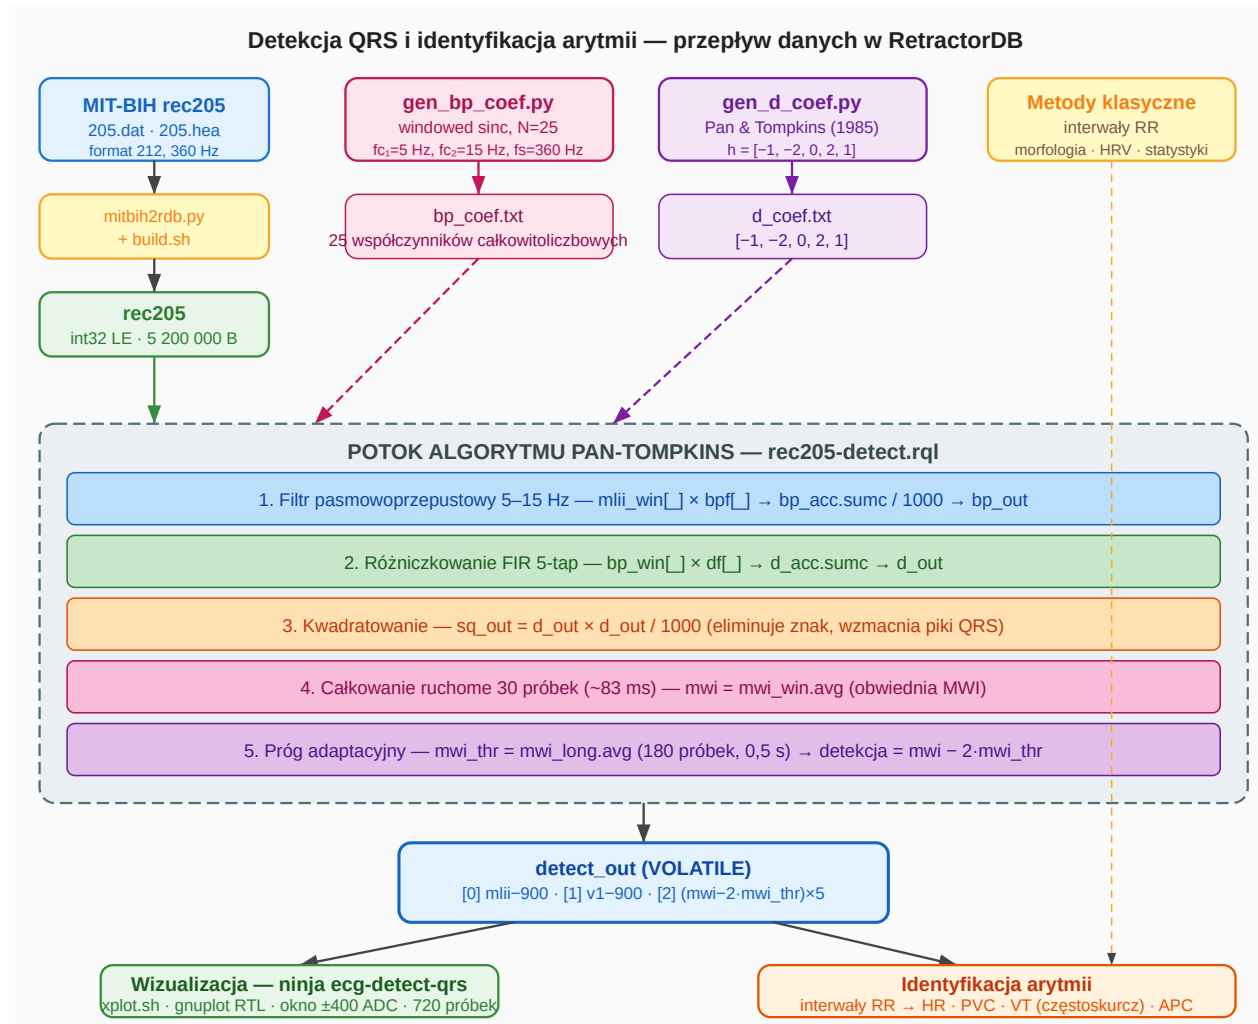 Detekcja QRS i identyfikacja arytmii — przepływ danych w RetractorDB
MIT-BIH rec205
205.dat · 205.hea
format 212, 360 Hz
gen_bp_coef.py
windowed sinc, N=25
fc₁=5 Hz, fc₂=15 Hz, fs=360 Hz
gen_d_coef.py
Pan & Tompkins (1985)
h = [−1, −2, 0, 2, 1]
Metody klasyczne
interwały RR
morfologia · HRV · statystyki
mitbih2rdb.py
+ build.sh
bp_coef.txt
25 współczynników całkowitoliczbowych
d_coef.txt
[−1, −2, 0, 2, 1]
rec205
int32 LE · 5 200 000 B
POTOK ALGORYTMU PAN-TOMPKINS — rec205-detect.rql
1. Filtr pasmowoprzepustowy 5–15 Hz — mlii_win[_] × bpf[_] → bp_acc.sumc / 1000 → bp_out
2. Różniczkowanie FIR 5-tap — bp_win[_] × df[_] → d_acc.sumc → d_out
3. Kwadratowanie — sq_out = d_out × d_out / 1000 (eliminuje znak, wzmacnia piki QRS)
4. Całkowanie ruchome 30 próbek (~83 ms) — mwi = mwi_win.avg (obwiednia MWI)
5. Próg adaptacyjny — mwi_thr = mwi_long.avg (180 próbek, 0,5 s) → detekcja = mwi − 2·mwi_thr
detect_out (VOLATILE)
[0] mlii−900 · [1] v1−900 · [2] (mwi−2·mwi_thr)×5
Wizualizacja — ninja ecg-detect-qrs
xplot.sh · gnuplot RTL · okno ±400 ADC · 720 próbek
Identyfikacja arytmii
interwały RR → HR · PVC · VT (częstoskurcz) · APC